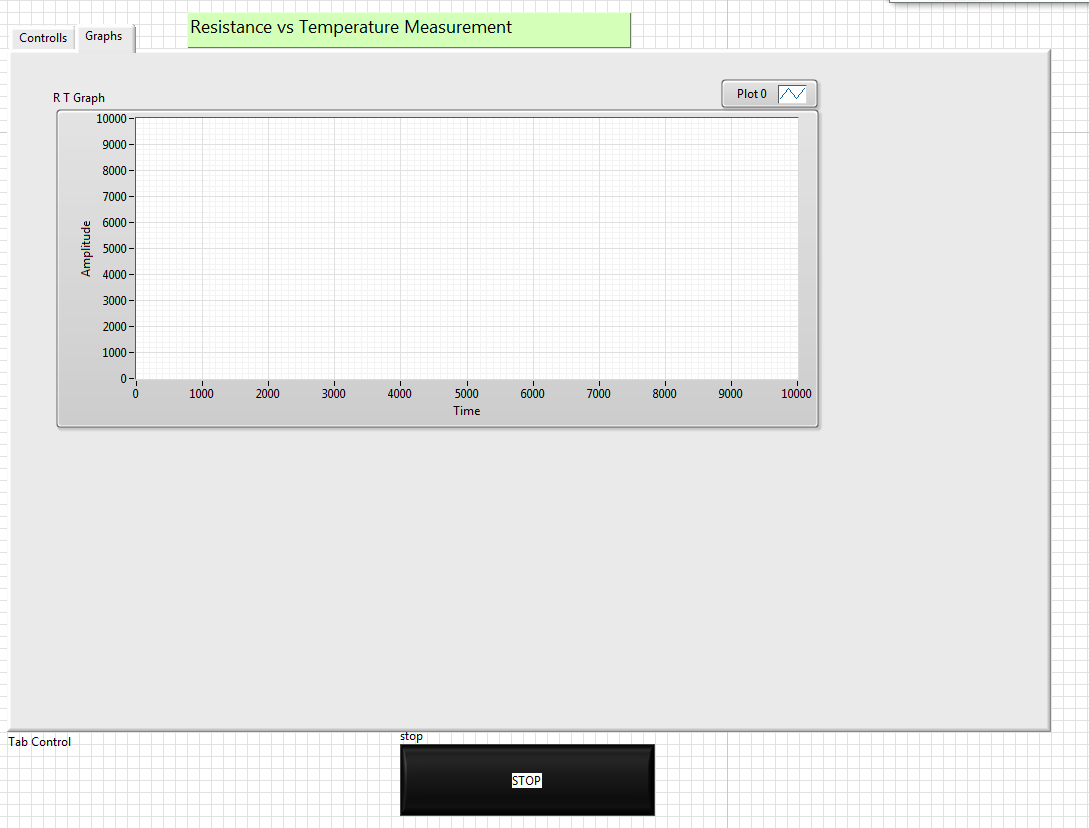 Resistance vs Temperature Measurement
Controlls
Graphs
R T Graph
Plot 0
10000
9000
8000
7000
6000
5000
4000
3000
2000
1000
0
Amplitude
0 1000 2000 3000 4000 5000 6000 7000 8000 9000 10000
Time
Tab Control
stop
STOP